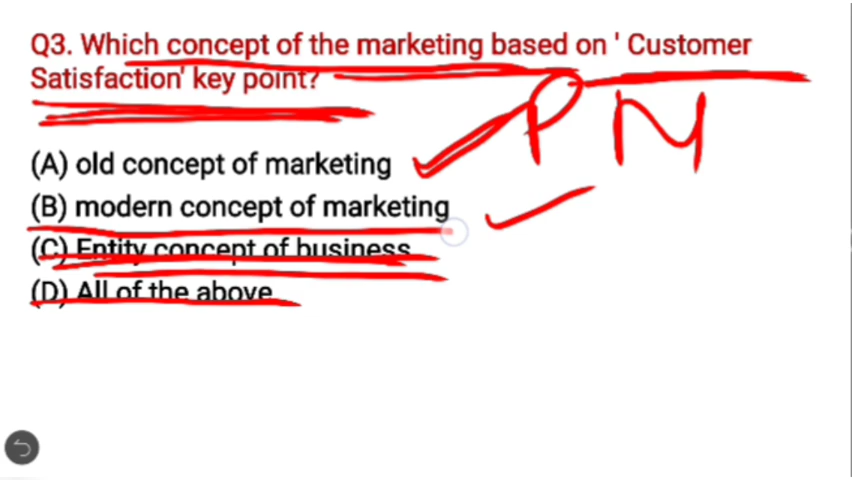 Q3. Which concept of the marketing based on ' Customer
Satisfaction' key point?
(A) old concept of marketing
P M
(B) modern concept of marketing
(C) Entity concept of business
(D) All of the above